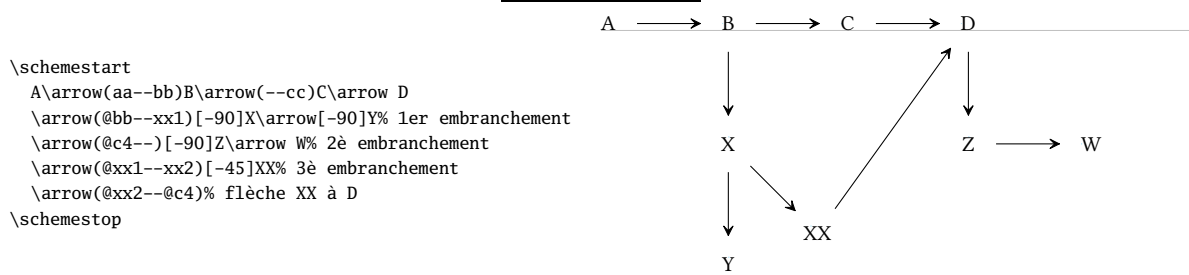 \schemestart
A\arrow(aa--bb)B\arrow(--cc)C\arrow D
\arrow(@bb--xx1)[-90]X\arrow[-90]Y% 1er embranchement
\arrow(@c4--)[-90]Z\arrow W% 2è embranchement
\arrow(@xx1--xx2)[-45]XX% 3è embranchement
\arrow(@xx2--@c4)% flèche XX à D
\schemestop
A B C D
X Z W
XX
Y